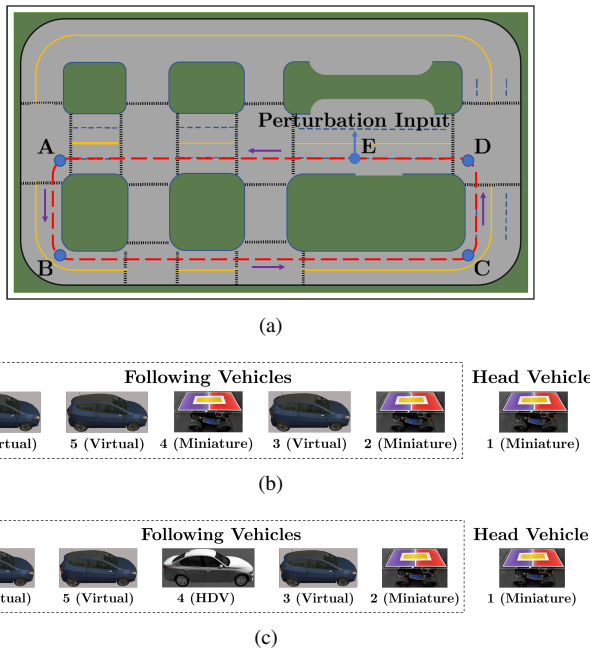 Perturbation Input
A
E
D
B
C
(a)
Following Vehicles
Head Vehicle
rtual)
5 (Virtual)
4 (Miniature)
3 (Virtual)
2 (Miniature)
1 (Miniature)
(b)
Following Vehicles
Head Vehicle
tual)
5 (Virtual)
4 (HDV)
3 (Virtual)
2 (Miniature)
1 (Miniature)
(c)